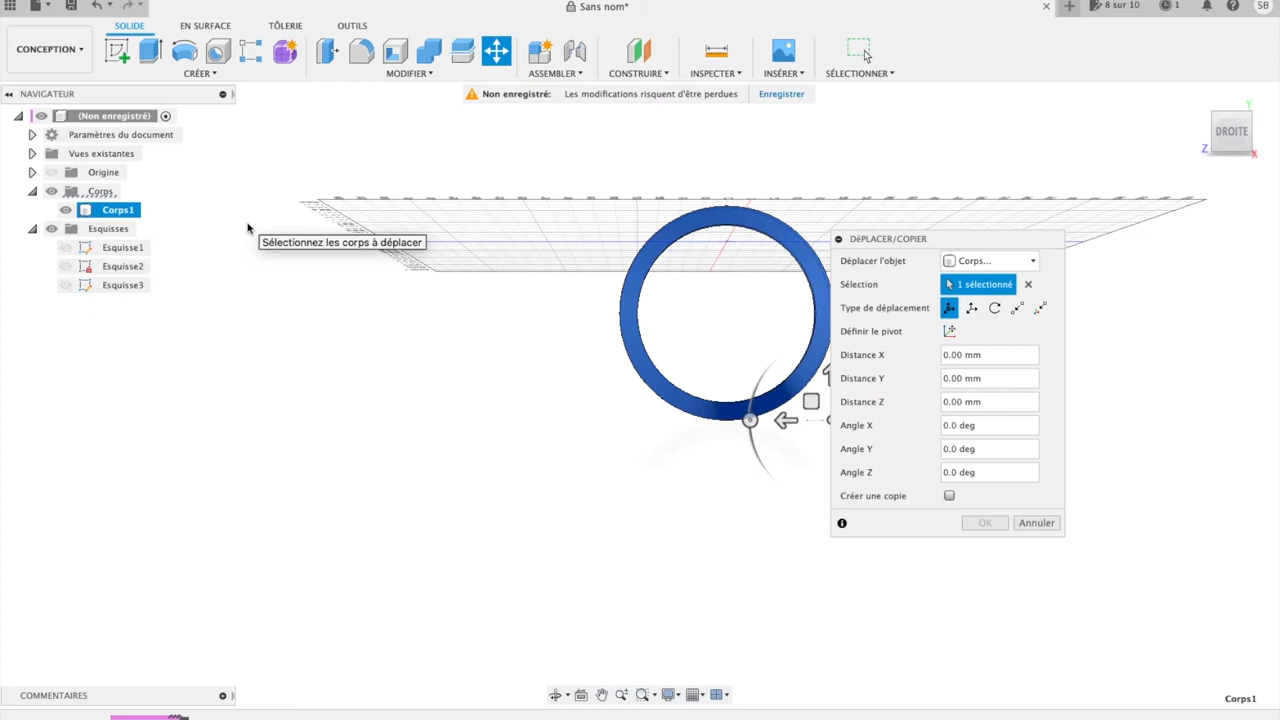 Sans nom*
8 sur 10
1
SB
SOLIDE
EN SURFACE
TÔLERIE
OUTILS
CONCEPTION
CRÉER
MODIFIER
ASSEMBLER
CONSTRUIRE
INSPECTER
INSÉRER
SÉLECTIONNER
NAVIGATEUR
Non enregistré:
Les modifications risquent d'être perdues
Enregistrer
(Non enregistré)
Paramètres du document
Vues existantes
Origine
Corps
Corps1
Esquisses
Esquisse1
Esquisse2
Esquisse3
Sélectionnez les corps à déplacer
Y
DROITE
Z
X
DéPLACER/COPIER
Déplacer l'objet
Corps...
Sélection
1 sélectionné
Type de déplacement
Définir le pivot
Distance X
0.00 mm
Distance Y
0.00 mm
Distance Z
0.00 mm
Angle X
0.0 deg
Angle Y
0.0 deg
Angle Z
0.0 deg
Créer une copie
OK
Annuler
COMMENTAIRES
Corps1